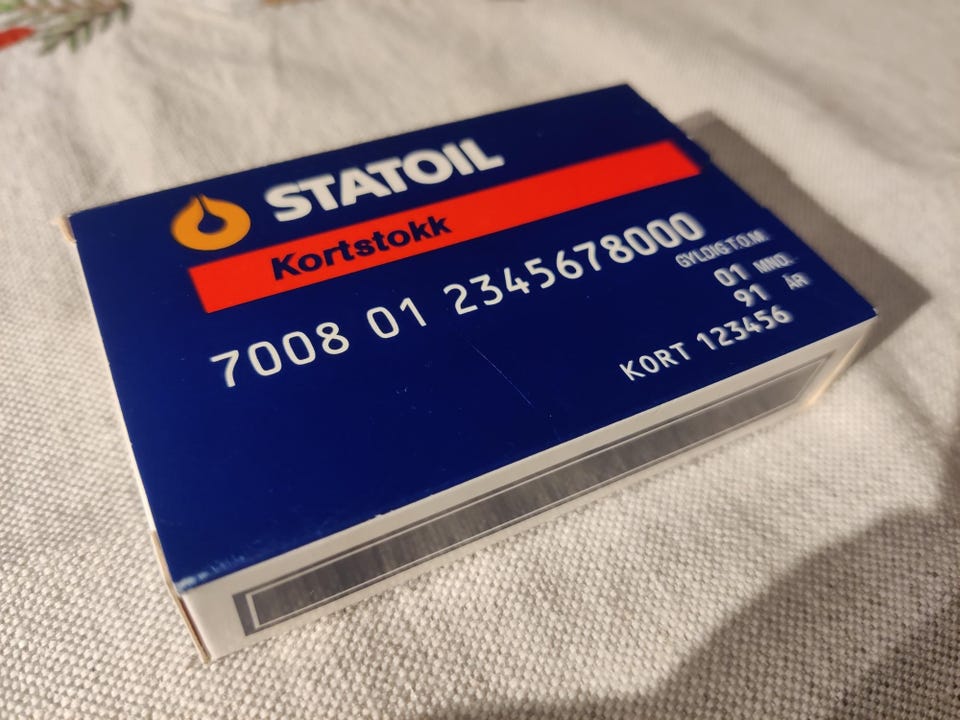 STATOIL
Kortstokk
7008 01 2345678000
GYLDIG T.O.M.
01 MND.
91 ÅR
KORT 123456